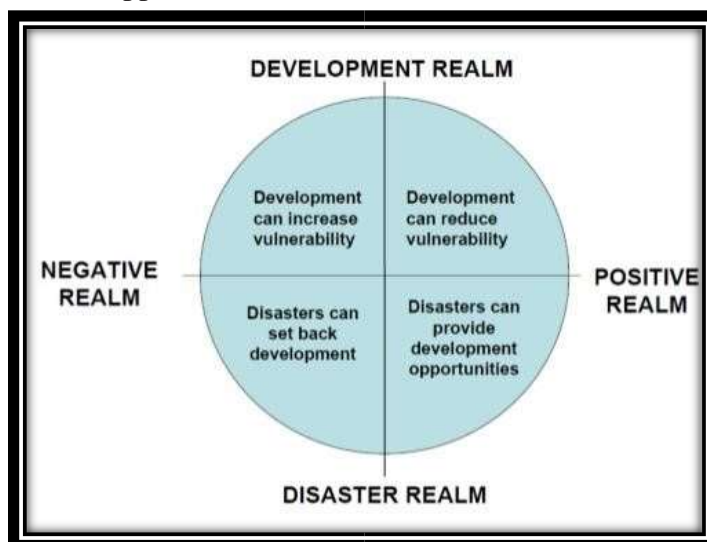 DEVELOPMENT REALM
Development
can increase
vulnerability
Development
can reduce
vulnerability
NEGATIVE
REALM
POSITIVE
REALM
Disasters can
set back
development
Disasters can
provide
development
opportunities
DISASTER REALM